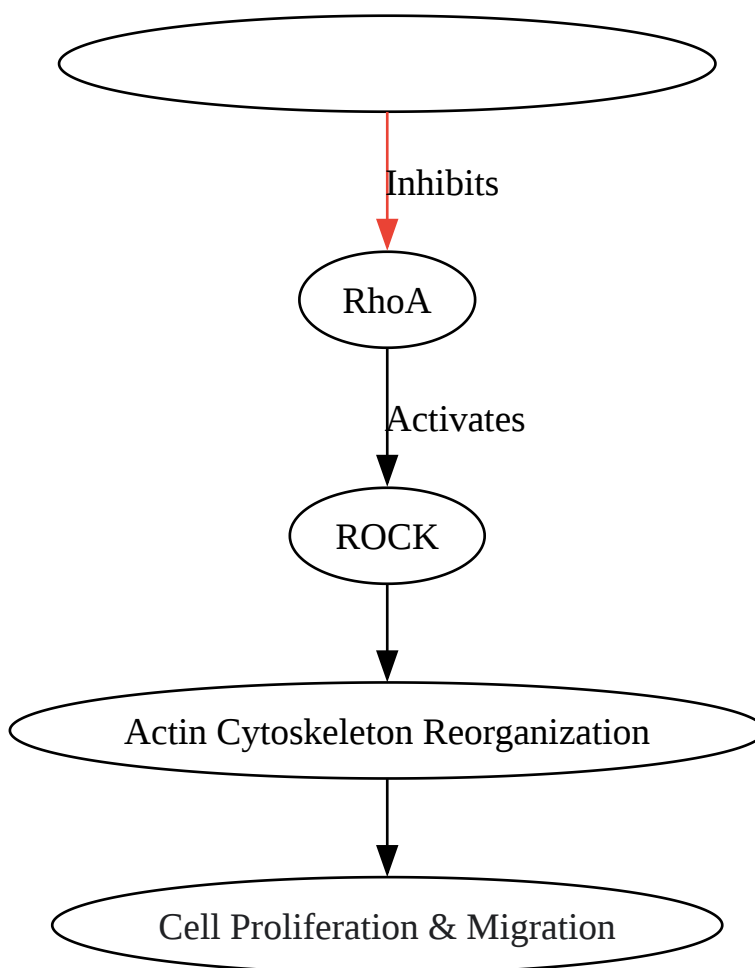 Inhibits
RhoA
Activates
ROCK
Actin Cytoskeleton Reorganization
Cell Proliferation & Migration